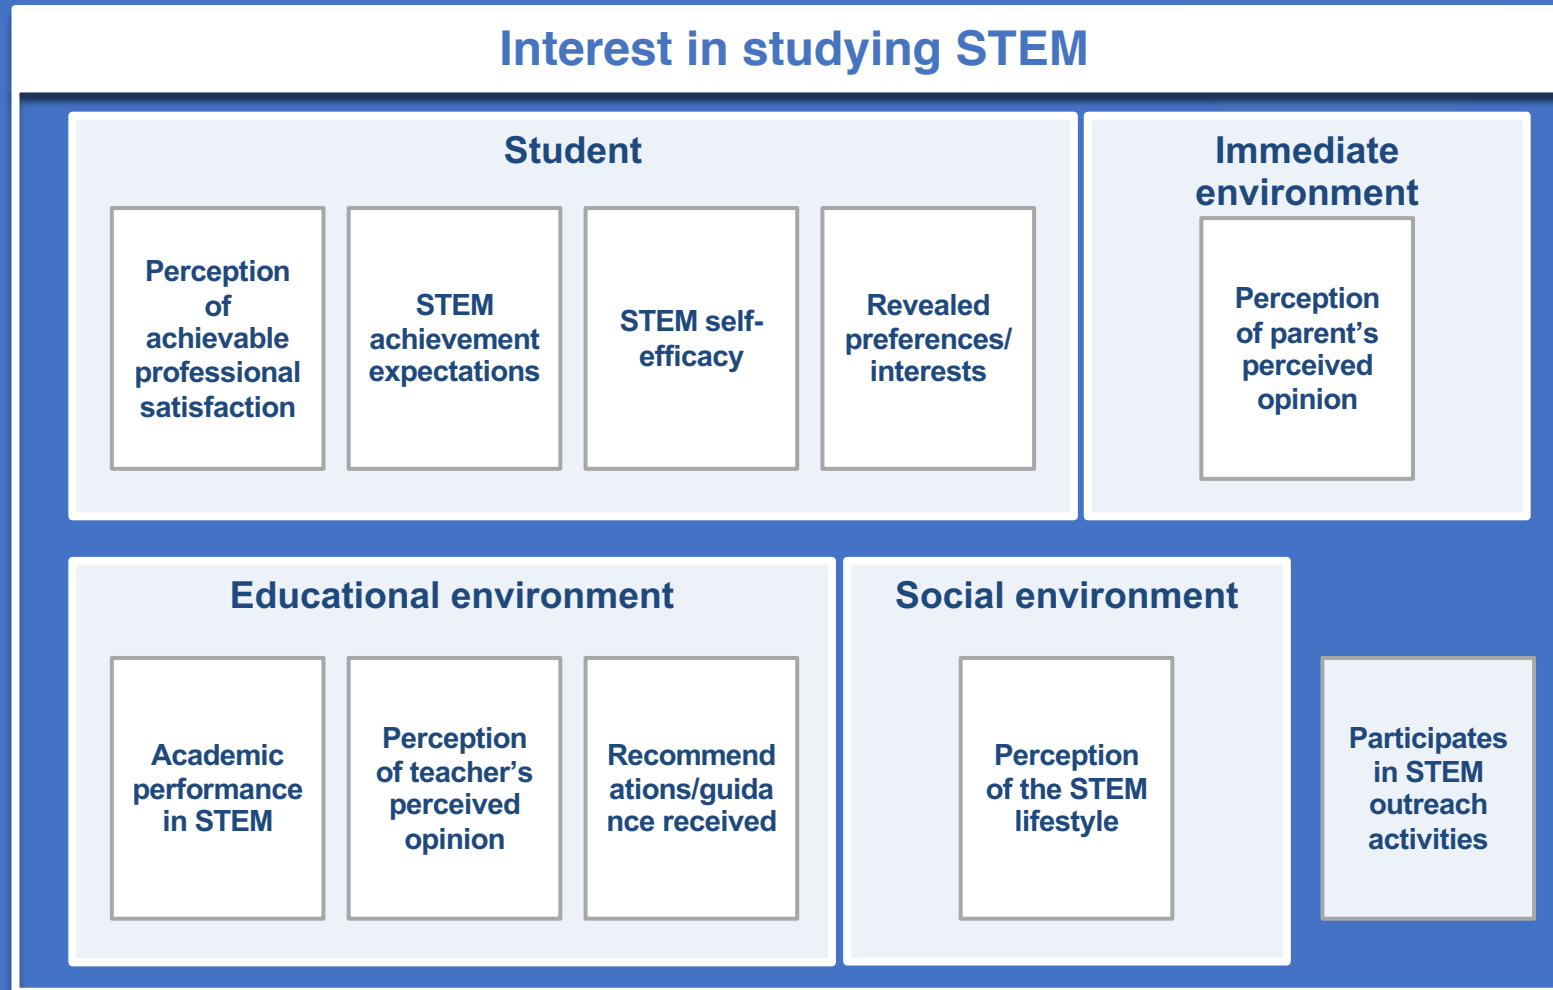 Interest in studying STEM
Student
Perception
of
achievable
professional
satisfaction
STEM
achievement
expectations
STEM self-
efficacy
Revealed
preferences/
interests
Immediate
environment
Perception
of parent’s
perceived
opinion
Educational environment
Academic
performance
in STEM
Perception
of teacher’s
perceived
opinion
Recommend
ations/guida
nce received
Social environment
Perception
of the STEM
lifestyle
Participates
in STEM
outreach
activities